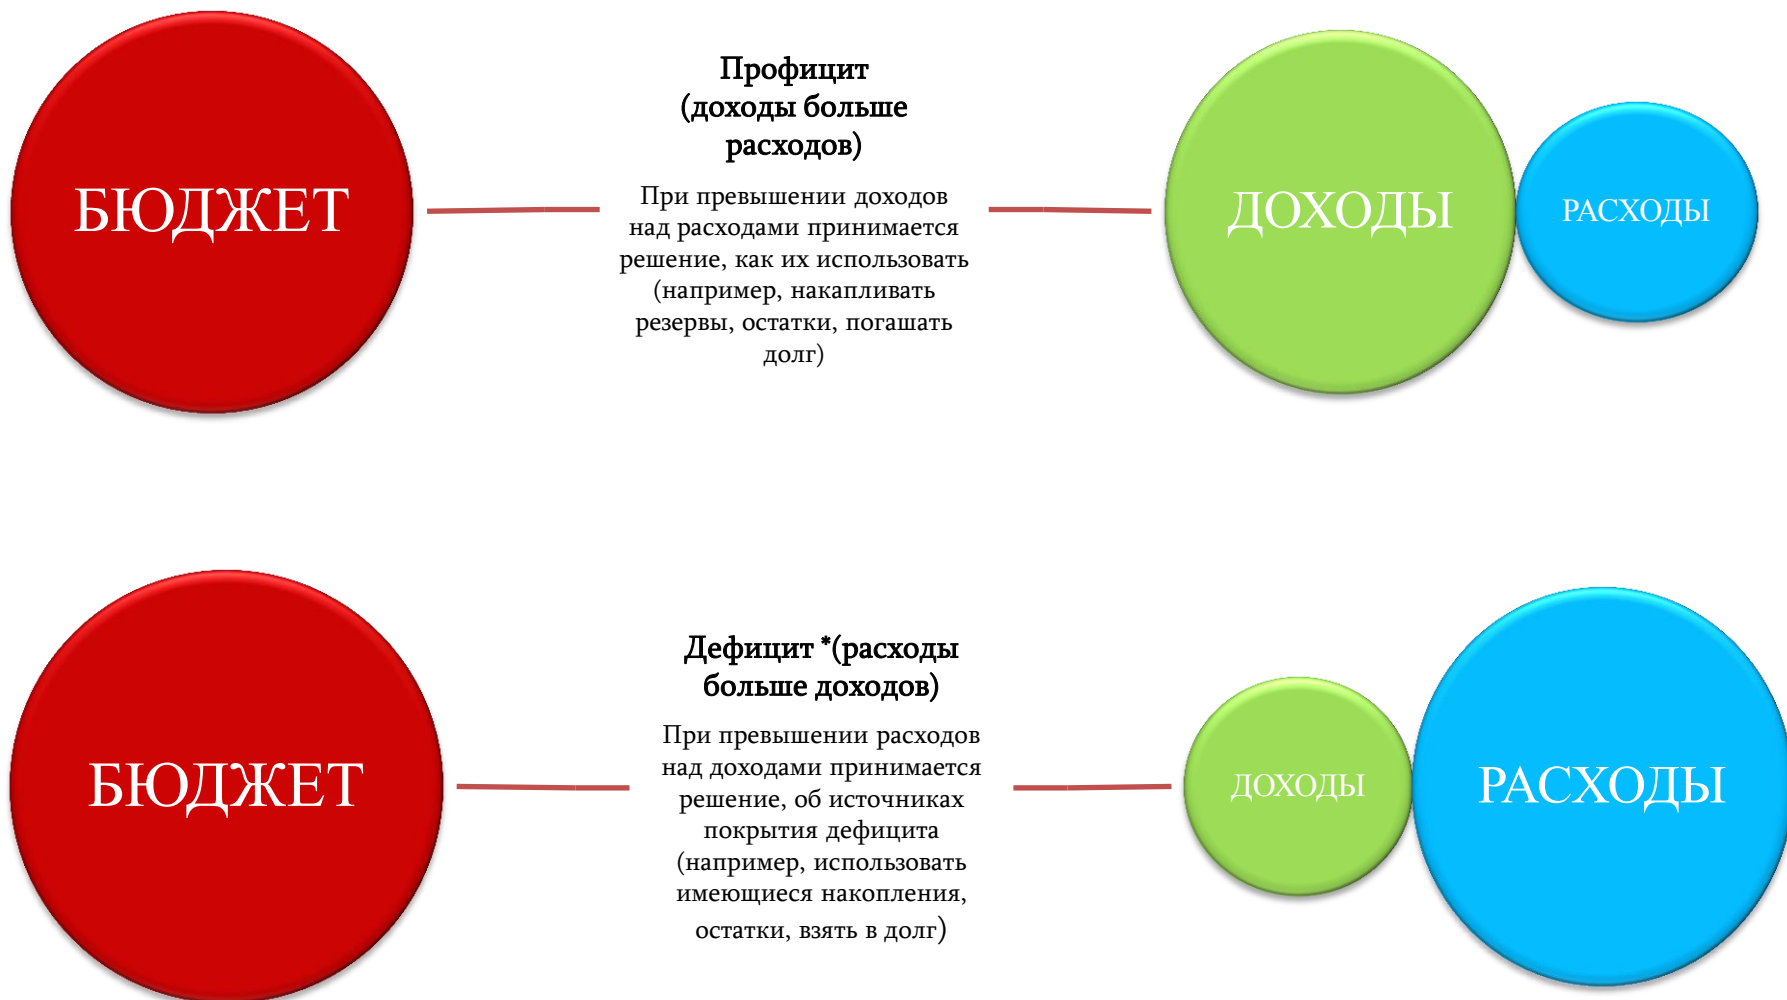 БЮДЖЕТ
Профицит
(доходы больше
расходов)
При превышении доходов
над расходами принимается
решение, как их использовать
(например, накапливать
резервы, остатки, погашать
долг)
ДОХОДЫ
РАСХОДЫ
БЮДЖЕТ
Дефицит *(расходы
больше доходов)
При превышении расходов
над доходами принимается
решение, об источниках
покрытия дефицита
(например, использовать
имеющиеся накопления,
остатки, взять в долг)
ДОХОДЫ
РАСХОДЫ